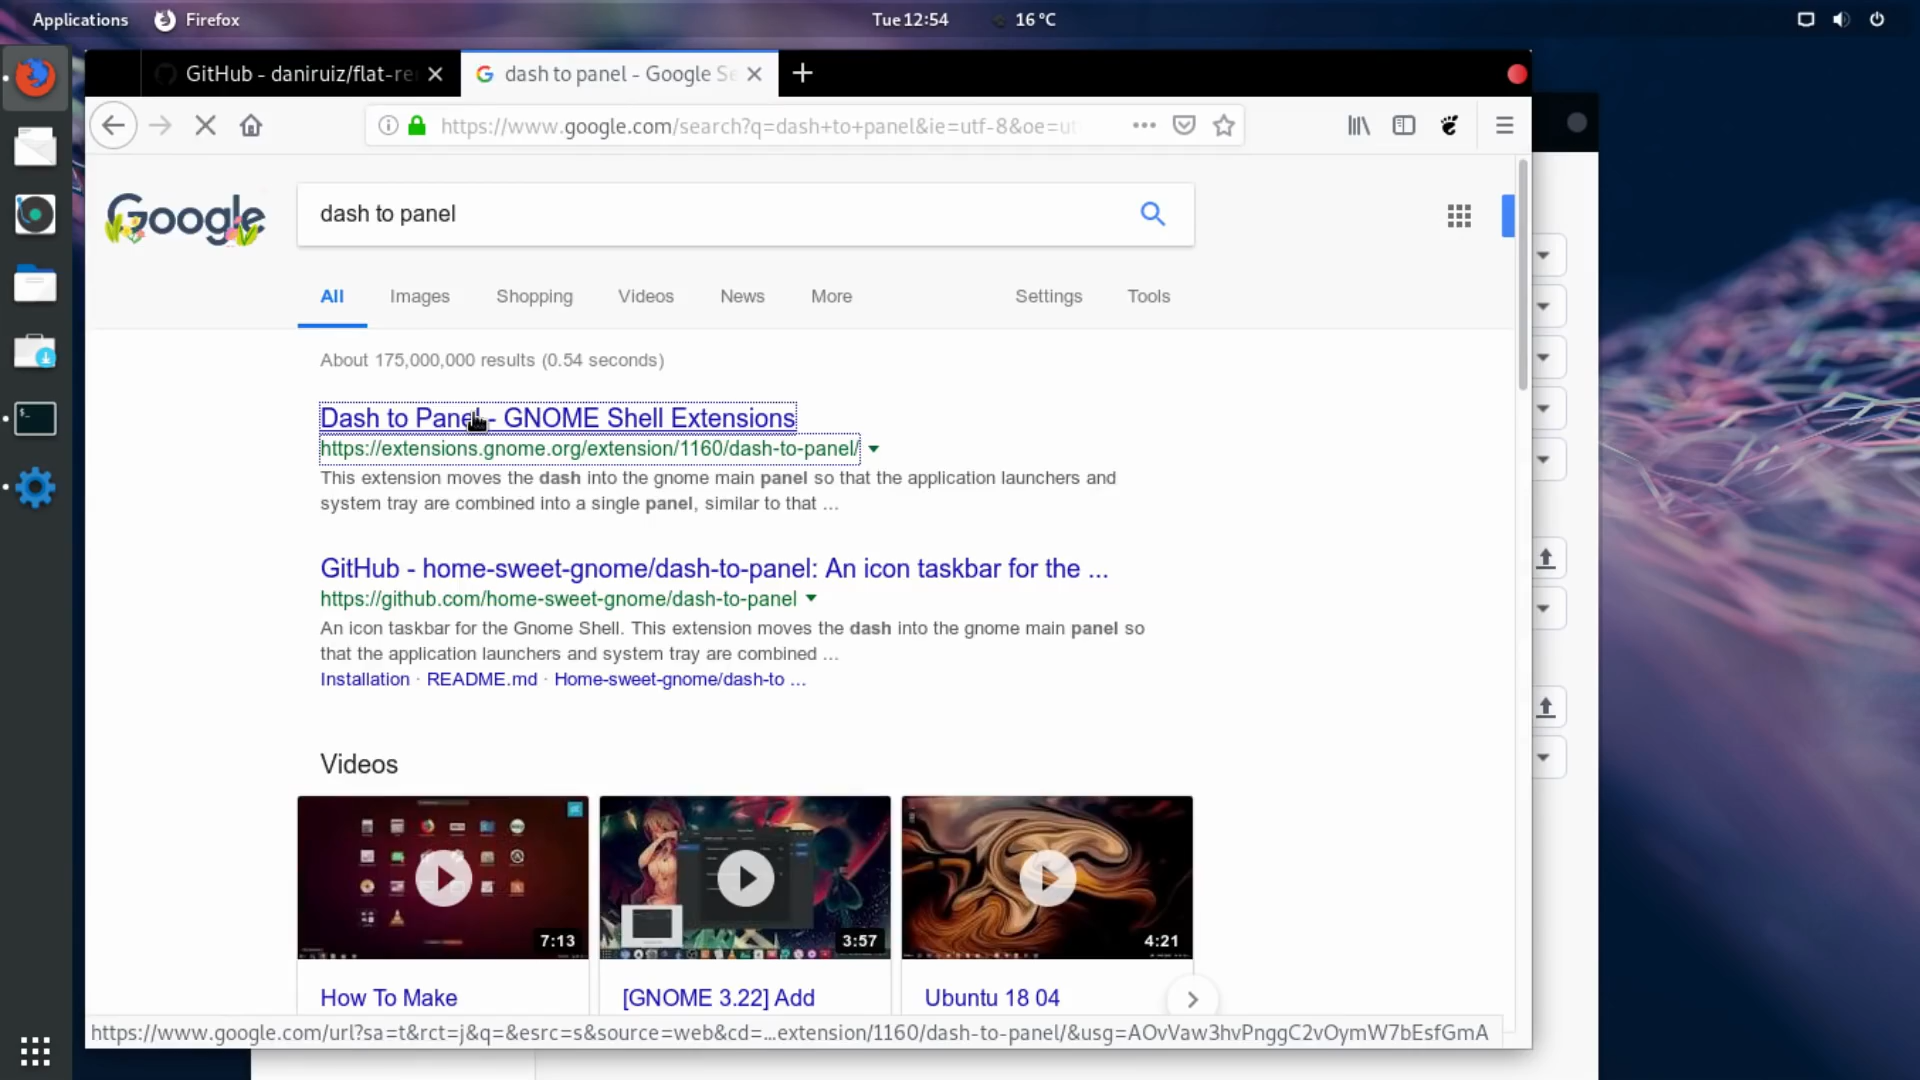 Applications Firefox Tue 12:54 16 °C
GitHub - daniruiz/flat-re
dash to panel - Google Se
https://www.google.com/search?q=dash+to+panel&ie=utf-8&oe=ut
Google
dash to panel
All Images Shopping Videos News More Settings Tools
About 175,000,000 results (0.54 seconds)
Dash to Panel - GNOME Shell Extensions
https://extensions.gnome.org/extension/1160/dash-to-panel/
This extension moves the dash into the gnome main panel so that the application launchers and
system tray are combined into a single panel, similar to that ...
GitHub - home-sweet-gnome/dash-to-panel: An icon taskbar for the ...
https://github.com/home-sweet-gnome/dash-to-panel
An icon taskbar for the Gnome Shell. This extension moves the dash into the gnome main panel so
that the application launchers and system tray are combined ...
Installation · README.md · Home-sweet-gnome/dash-to ...
Videos
7:13 3:57 4:21
How To Make [GNOME 3.22] Add Ubuntu 18 04
https://www.google.com/url?sa=t&rct=j&q=&esrc=s&source=web&cd=...extension/1160/dash-to-panel/&usg=AOvVaw3hvPnggC2vOymW7bEsfGmA